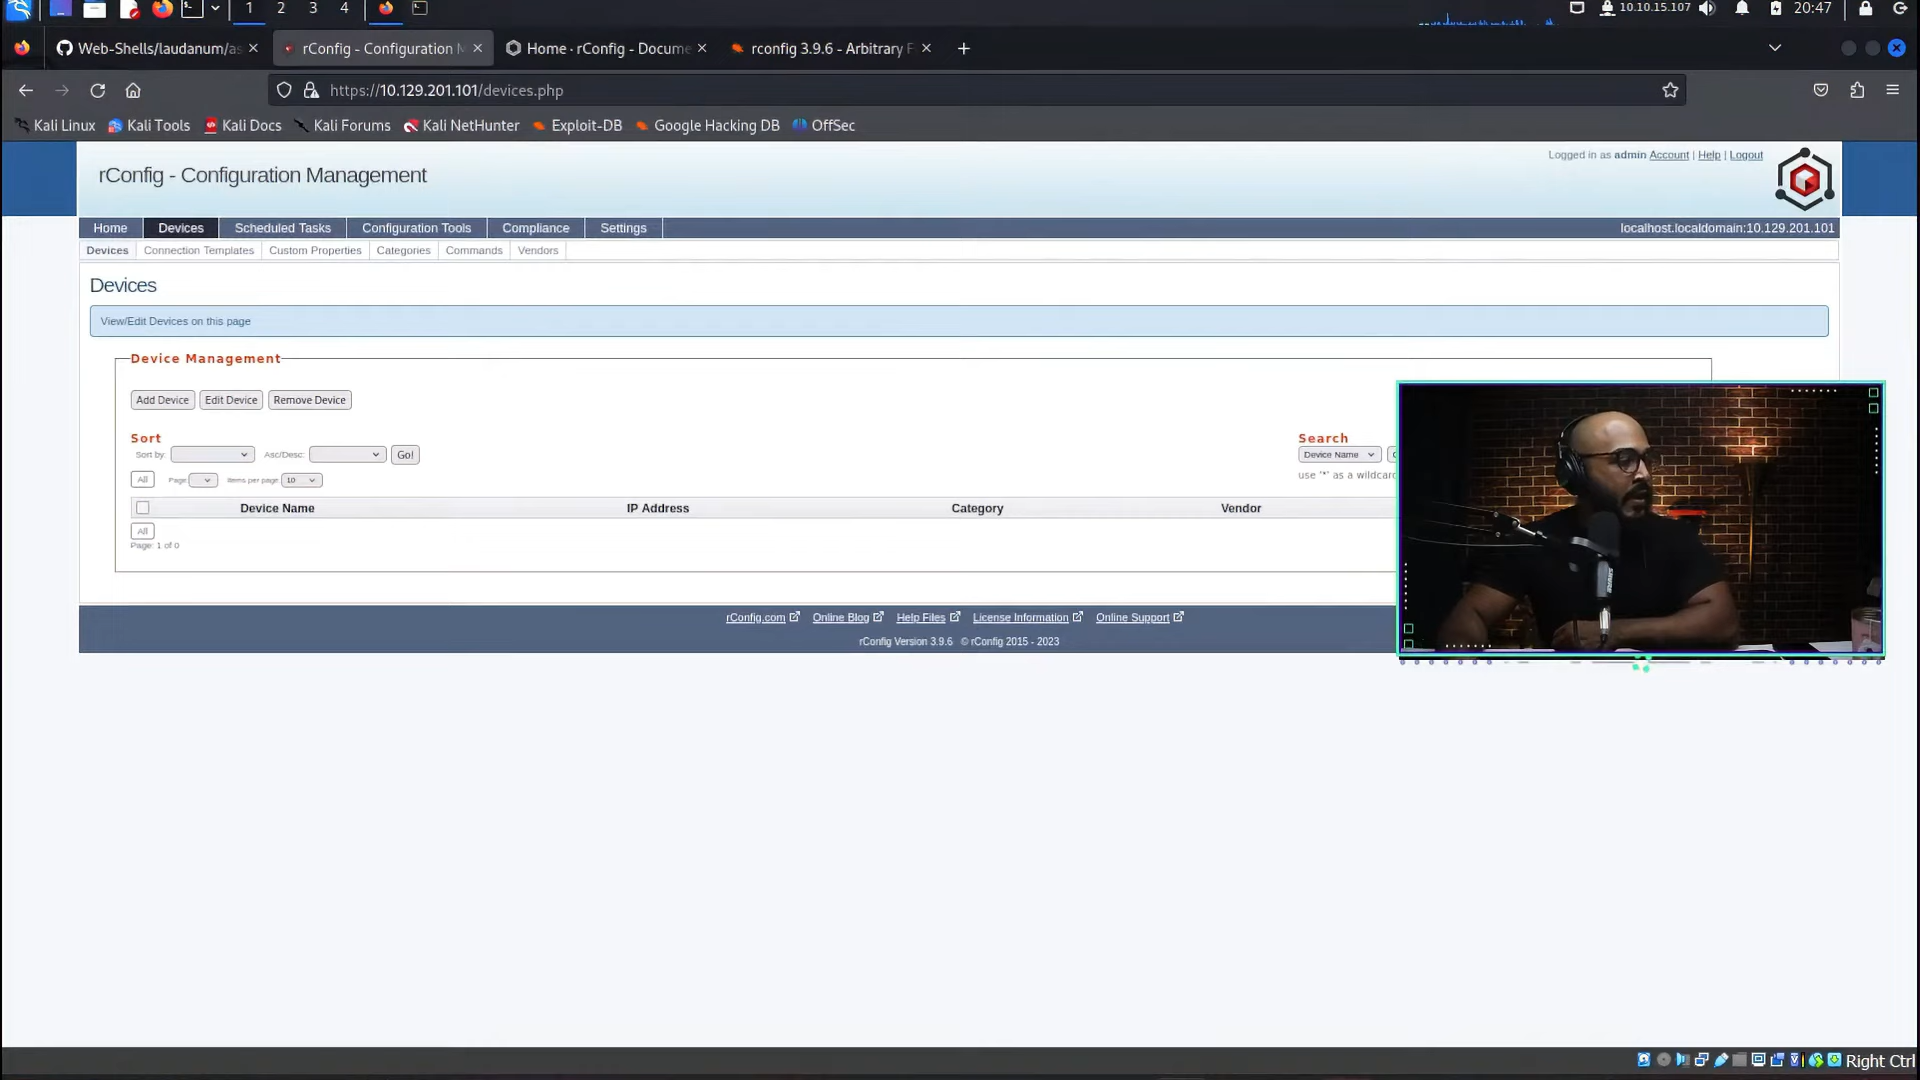 1 2 3 4 10.10.15.107 20:47
Web-Shells/laudanum/as rConfig - Configuration M Home · rConfig - Docume rconfig 3.9.6 - Arbitrary F
https://10.129.201.101/devices.php
Kali Linux Kali Tools Kali Docs Kali Forums Kali NetHunter Exploit-DB Google Hacking DB OffSec
Logged in as admin Account | Help | Logout
rConfig - Configuration Management
Home Devices Scheduled Tasks Configuration Tools Compliance Settings localhost.localdomain:10.129.201.101
Devices Connection Templates Custom Properties Categories Commands Vendors
Devices
View/Edit Devices on this page
Device Management
Add Device Edit Device Remove Device
Sort Search
Sort by: Asc/Desc: Go! Device Name
use '*' as a wildcard
All Page: Items per page: 10
Device Name IP Address Category Vendor
All
Page: 1 of 0
rConfig.com Online Blog Help Files License Information Online Support
rConfig Version 3.9.6 © rConfig 2015 - 2023
Right Ctrl